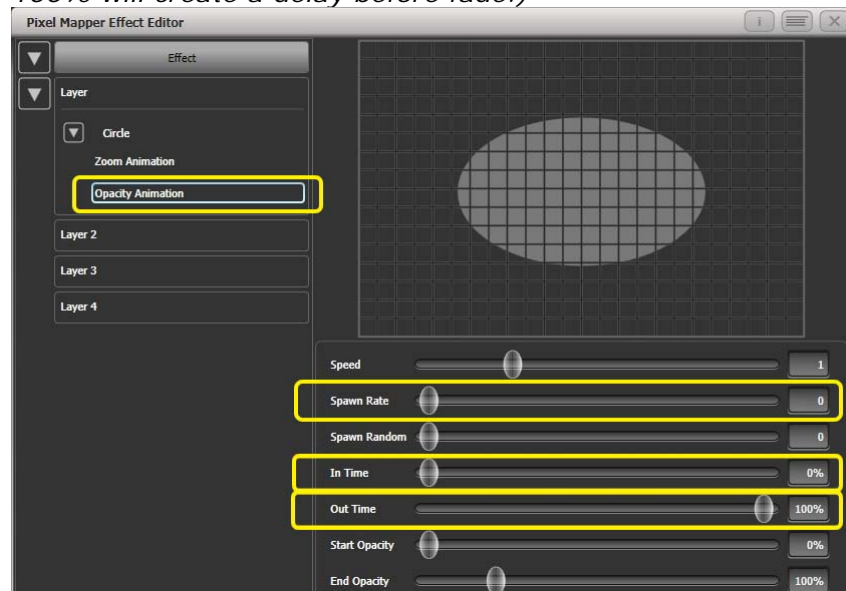 100% will create a delay before fade.)
Pixel Mapper Effect Editor
i
Effect
Layer
Circle
Zoom Animation
Opacity Animation
Layer 2
Layer 3
Layer 4
Speed 1
Spawn Rate 0
Spawn Random 0
In Time 0%
Out Time 100%
Start Opacity 0%
End Opacity 100%